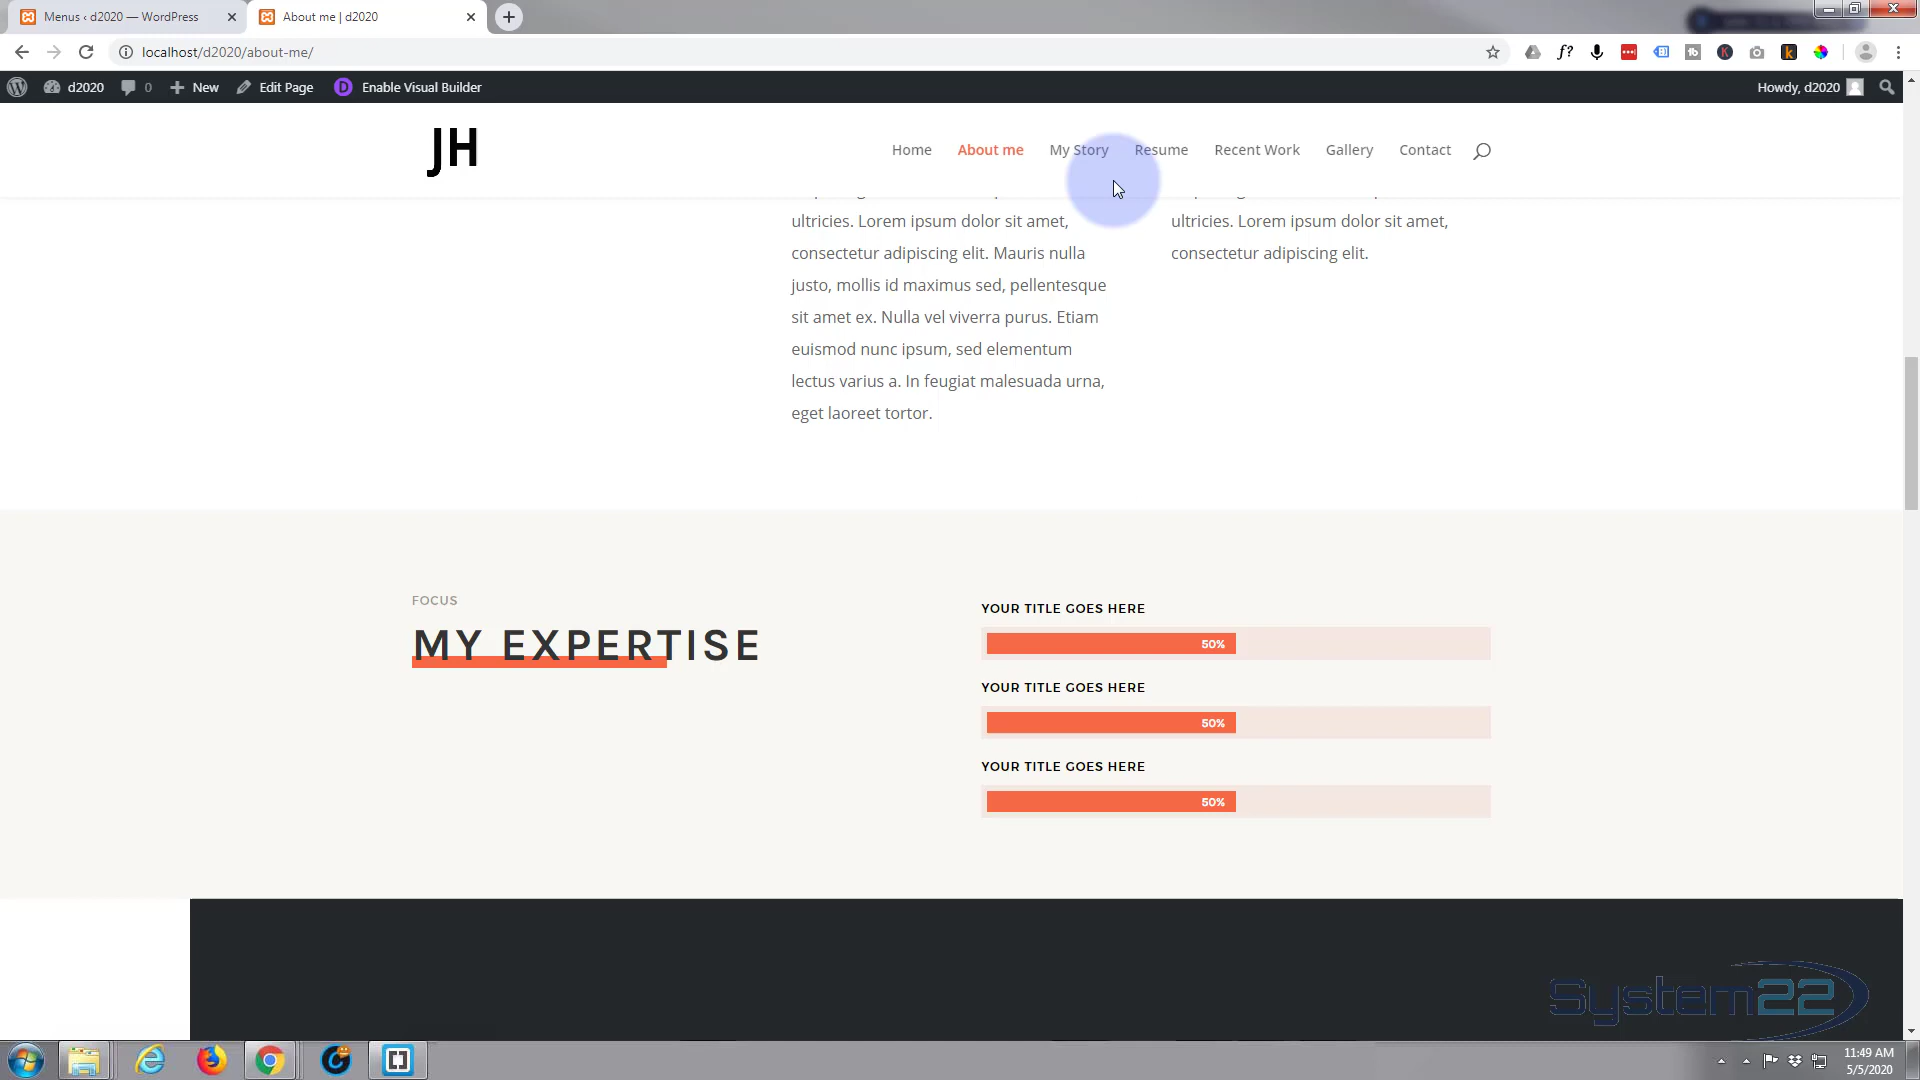 Menus ‹ d2020 — WordPress
About me | d2020
localhost/d2020/about-me/
d2020 0 New Edit Page D Enable Visual Builder
Howdy, d2020
JH
Home About me My Story Resume Recent Work Gallery Contact
ultricies. Lorem ipsum dolor sit amet,
consectetur adipiscing elit. Mauris nulla
justo, mollis id maximus sed, pellentesque
sit amet ex. Nulla vel viverra purus. Etiam
euismod nunc ipsum, sed elementum
lectus varius a. In feugiat malesuada urna,
eget laoreet tortor.
ultricies. Lorem ipsum dolor sit amet,
consectetur adipiscing elit.
FOCUS
MY EXPERTISE
YOUR TITLE GOES HERE
50%
YOUR TITLE GOES HERE
50%
YOUR TITLE GOES HERE
50%
System22
11:49 AM
5/5/2020